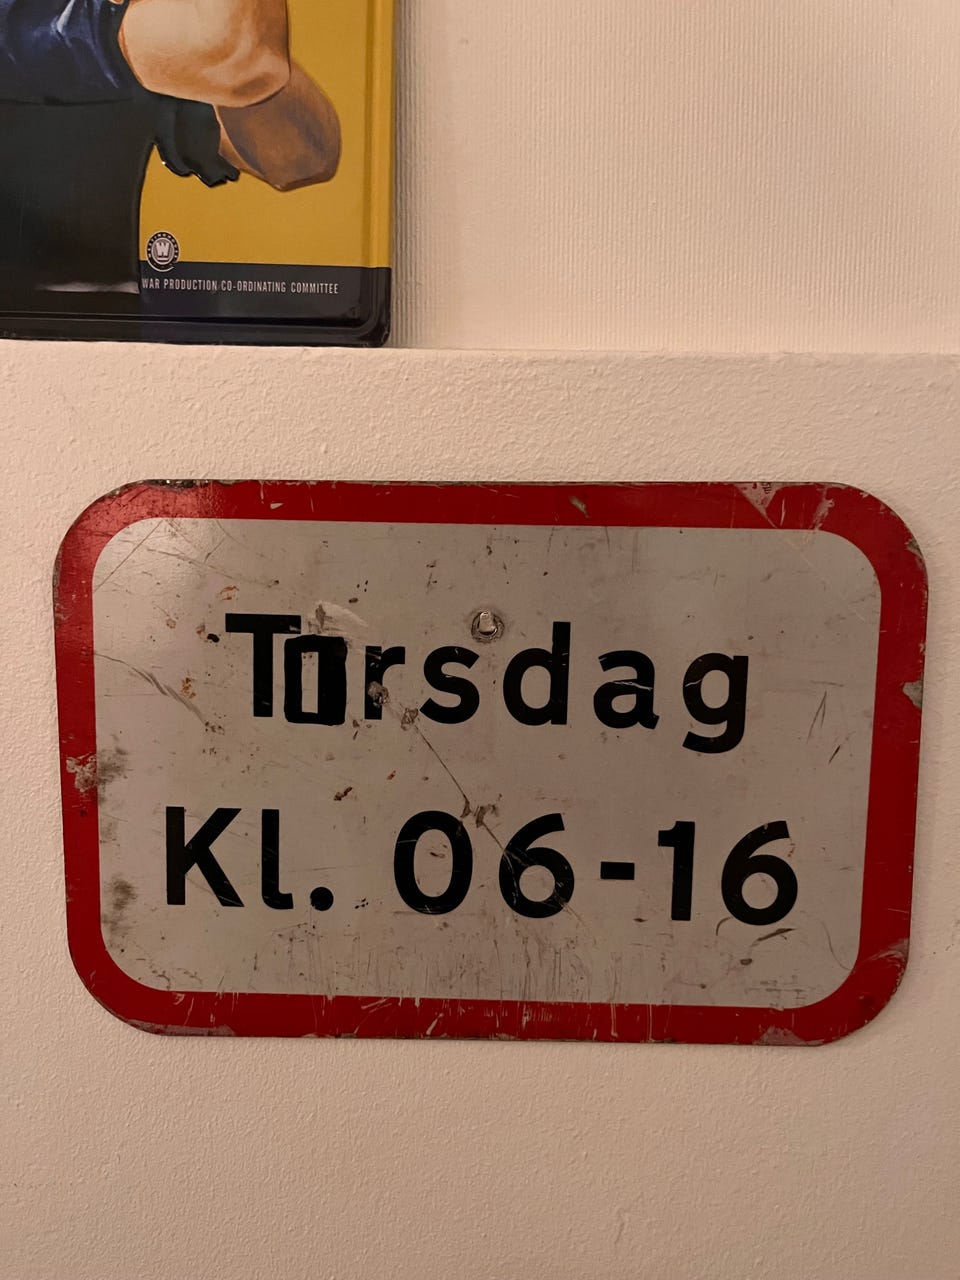 WAR PRODUCTION CO-ORDINATING COMMITTEE
Torsdag
Kl. 06-16